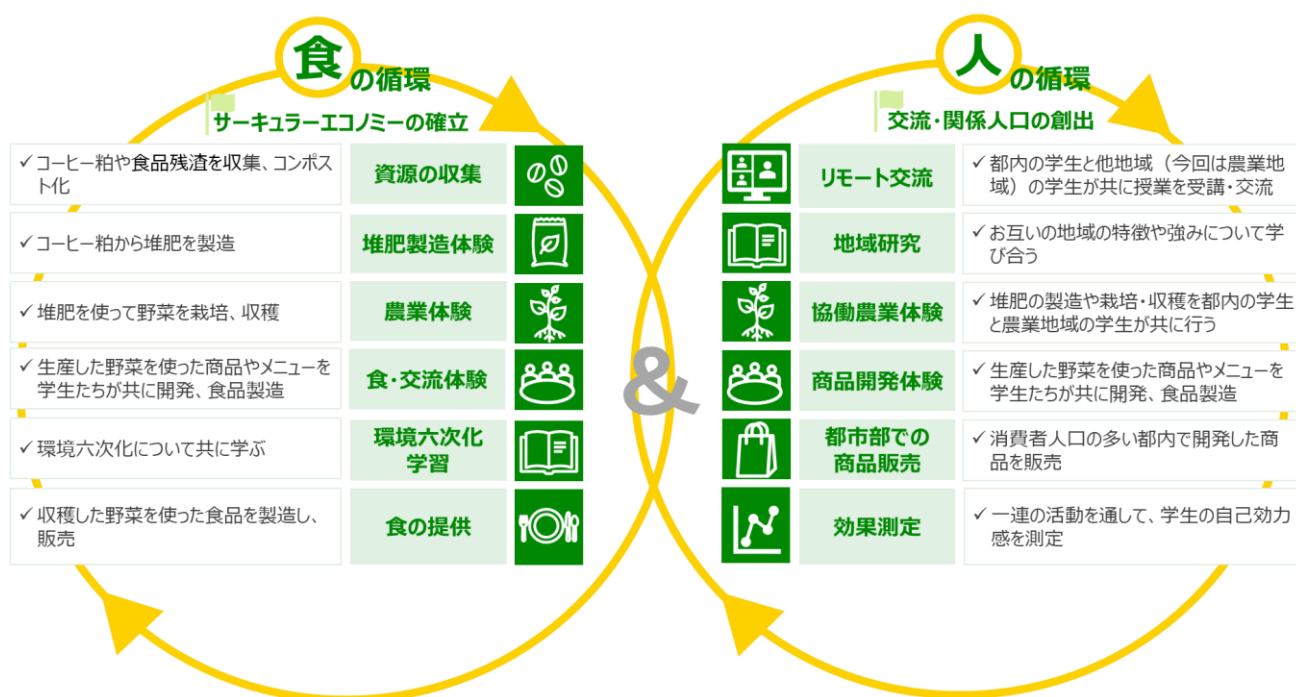 食の循環
サーキュラーエコノミーの確立
✓コーヒー粕や食品残渣を収集、コンポス
ト化
資源の収集
✓コーヒー粕から堆肥を製造
堆肥製造体験
✓堆肥を使って野菜を栽培、収穫
農業体験
✓生産した野菜を使った商品やメニューを
学生たちが共に開発、食品製造
食・交流体験
✓環境六次化について共に学ぶ
環境六次化
学習
✓収穫した野菜を使った食品を製造し、
販売
食の提供
&
人の循環
交流・関係人口の創出
リモート交流
✓都内の学生と他地域（今回は農業地
域）の学生が共に授業を受講・交流
地域研究
✓お互いの地域の特徴や強みについて学
び合う
協働農業体験
✓堆肥の製造や栽培・収穫を都内の学生
と農業地域の学生が共に行う
商品開発体験
✓生産した野菜を使った商品やメニューを
学生たちが共に開発、食品製造
都市部での
商品販売
✓消費者人口の多い都内で開発した商
品を販売
効果測定
✓一連の活動を通して、学生の自己効力
感を測定